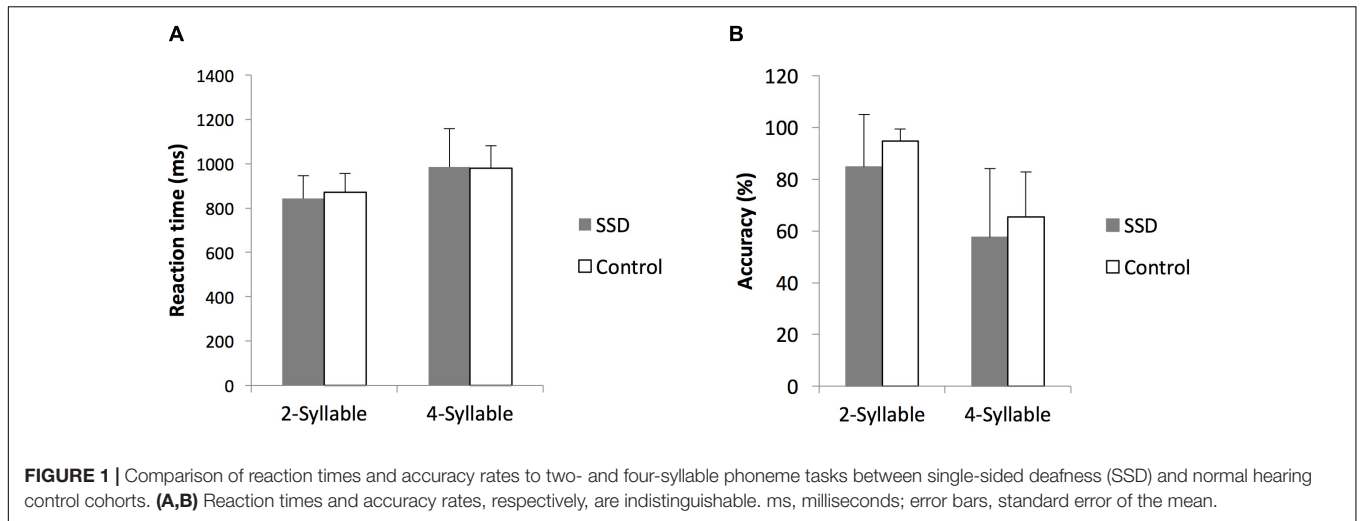 A
1400
1200
1000
800
600
400
200
0
Reaction time (ms)
2-Syllable 4-Syllable
SSD
Control
B
120
100
80
60
40
20
0
Accuracy (%)
2-Syllable 4-Syllable
SSD
Control
FIGURE 1 | Comparison of reaction times and accuracy rates to two- and four-syllable phoneme tasks between single-sided deafness (SSD) and normal hearing
control cohorts. (A,B) Reaction times and accuracy rates, respectively, are indistinguishable. ms, milliseconds; error bars, standard error of the mean.